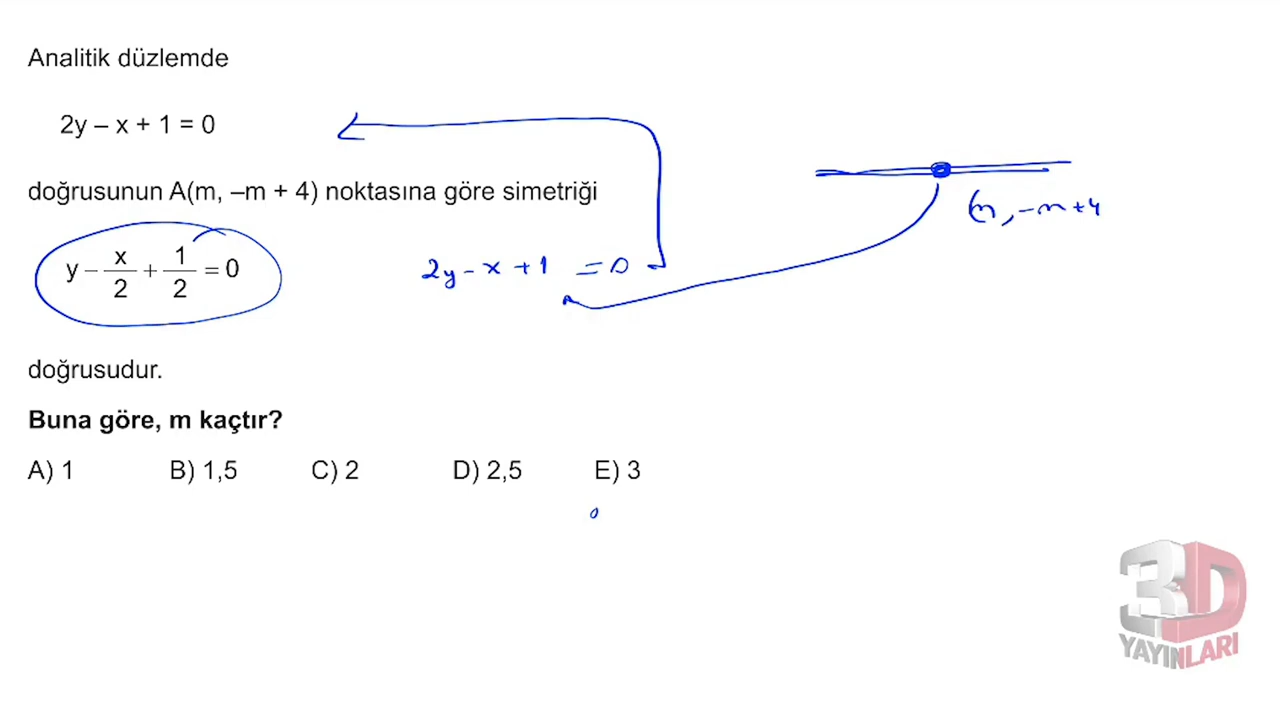 Analitik düzlemde
2y – x + 1 = 0
doğrusunun A(m, –m + 4) noktasına göre simetriği
(m, -m+4
y – x/2 + 1/2 = 0
2y - x + 1 = 0
doğrusudur.
Buna göre, m kaçtır?
A) 1 B) 1,5 C) 2 D) 2,5 E) 3
3D
YAYINLARI